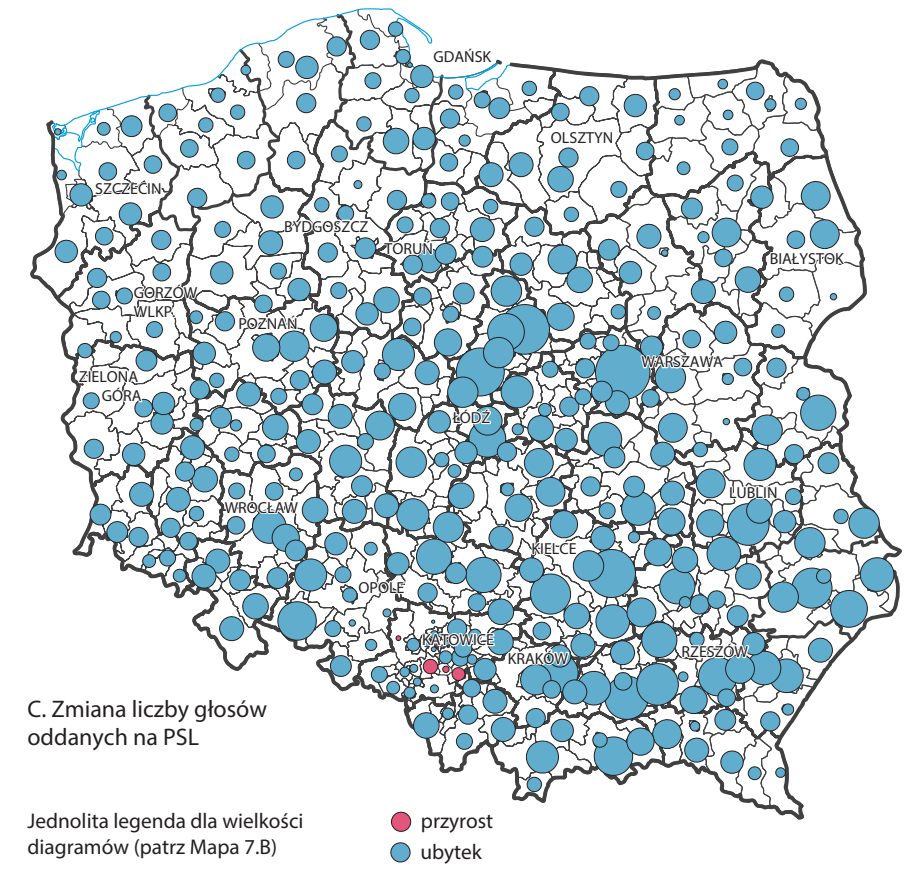 GDAŃSK
OLSZTYN
SZCZECIN
BYDGOSZCZ
TORUŃ
BIAŁYSTOK
GORZÓW
WLKP.
POZNAŃ
WARSZAWA
ZIELONA
GÓRA
ŁÓDŹ
LUBLIN
WROCŁAW
KIELCE
OPOLE
KATOWICE
KRAKÓW
RZESZÓW
C. Zmiana liczby głosów
oddanych na PSL
Jednolita legenda dla wielkości
diagramów (patrz Mapa 7.B)
przyrost
ubytek